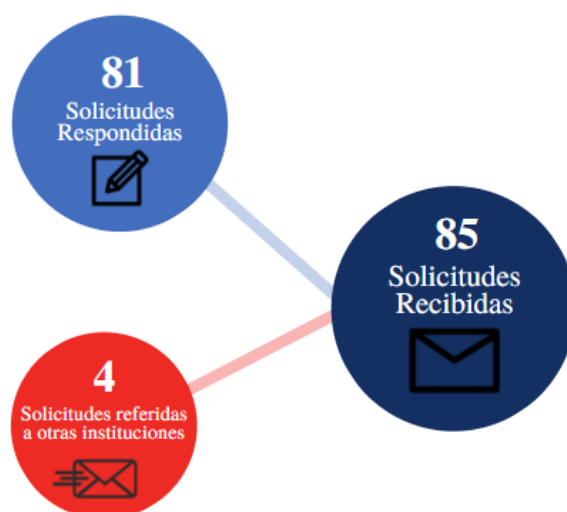 81
Solicitudes
Respondidas
85
Solicitudes
Recibidas
4
Solicitudes referidas
a otras instituciones